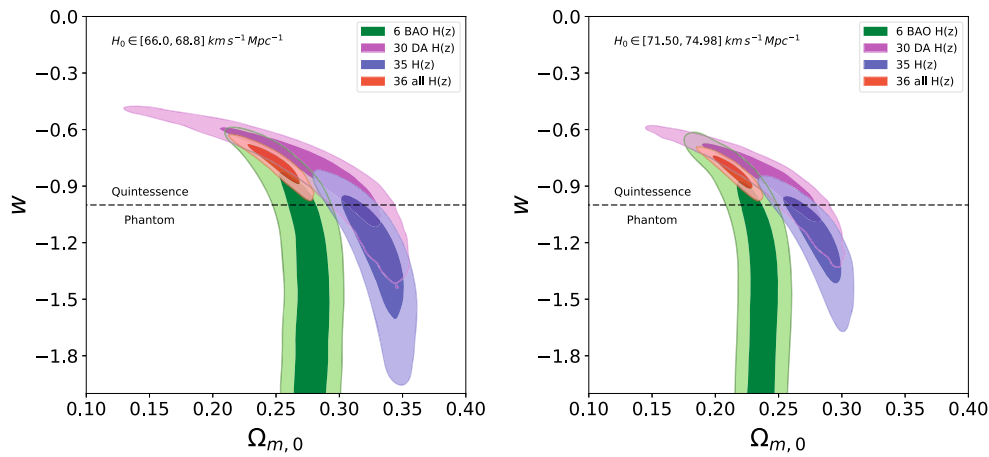 H₀ ∈ [66.0, 68.8] km s⁻¹ Mpc⁻¹
6 BAO H(z)
30 DA H(z)
35 H(z)
36 all H(z)
Quintessence
Phantom
w
0.0
−0.3
−0.6
−0.9
−1.2
−1.5
−1.8
0.10 0.15 0.20 0.25 0.30 0.35 0.40
Ωm,0
H₀ ∈ [71.50, 74.98] km s⁻¹ Mpc⁻¹
6 BAO H(z)
30 DA H(z)
35 H(z)
36 all H(z)
Quintessence
Phantom
w
0.0
−0.3
−0.6
−0.9
−1.2
−1.5
−1.8
0.10 0.15 0.20 0.25 0.30 0.35 0.40
Ωm,0